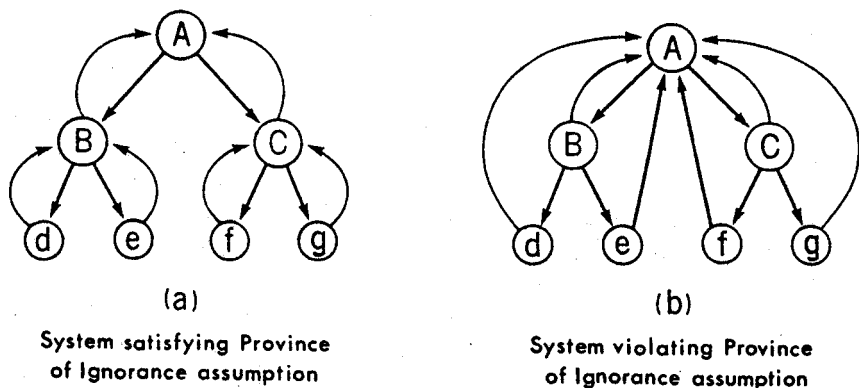 A
B
C
d
e
f
g
(a)
System satisfying Province
of Ignorance assumption
A
B
C
d
e
f
g
(b)
System violating Province
of Ignorance assumption